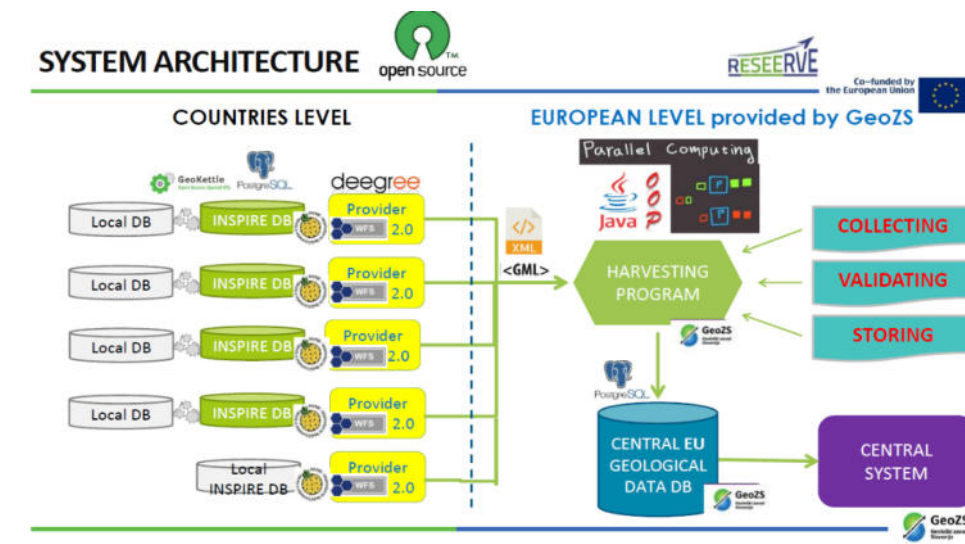 SYSTEM ARCHITECTURE
open source
TM
RESEERVE
Co-funded by
the European Union
COUNTRIES LEVEL
EUROPEAN LEVEL provided by GeoZS
Parallel Computing
GeoKettle
PostgreSQL
deegree
Java
OOP
P
P
XML
<GML>
Local DB
INSPIRE DB
Provider
WFS
2.0
Local DB
INSPIRE DB
Provider
WFS
2.0
Local DB
INSPIRE DB
Provider
WFS
2.0
Local DB
INSPIRE DB
Provider
WFS
2.0
Local
INSPIRE DB
Provider
WFS
2.0
HARVESTING
PROGRAM
GeoZS
COLLECTING
VALIDATING
STORING
PostgreSQL
CENTRAL EU
GEOLOGICAL
DATA DB
GeoZS
CENTRAL
SYSTEM
GeoZS